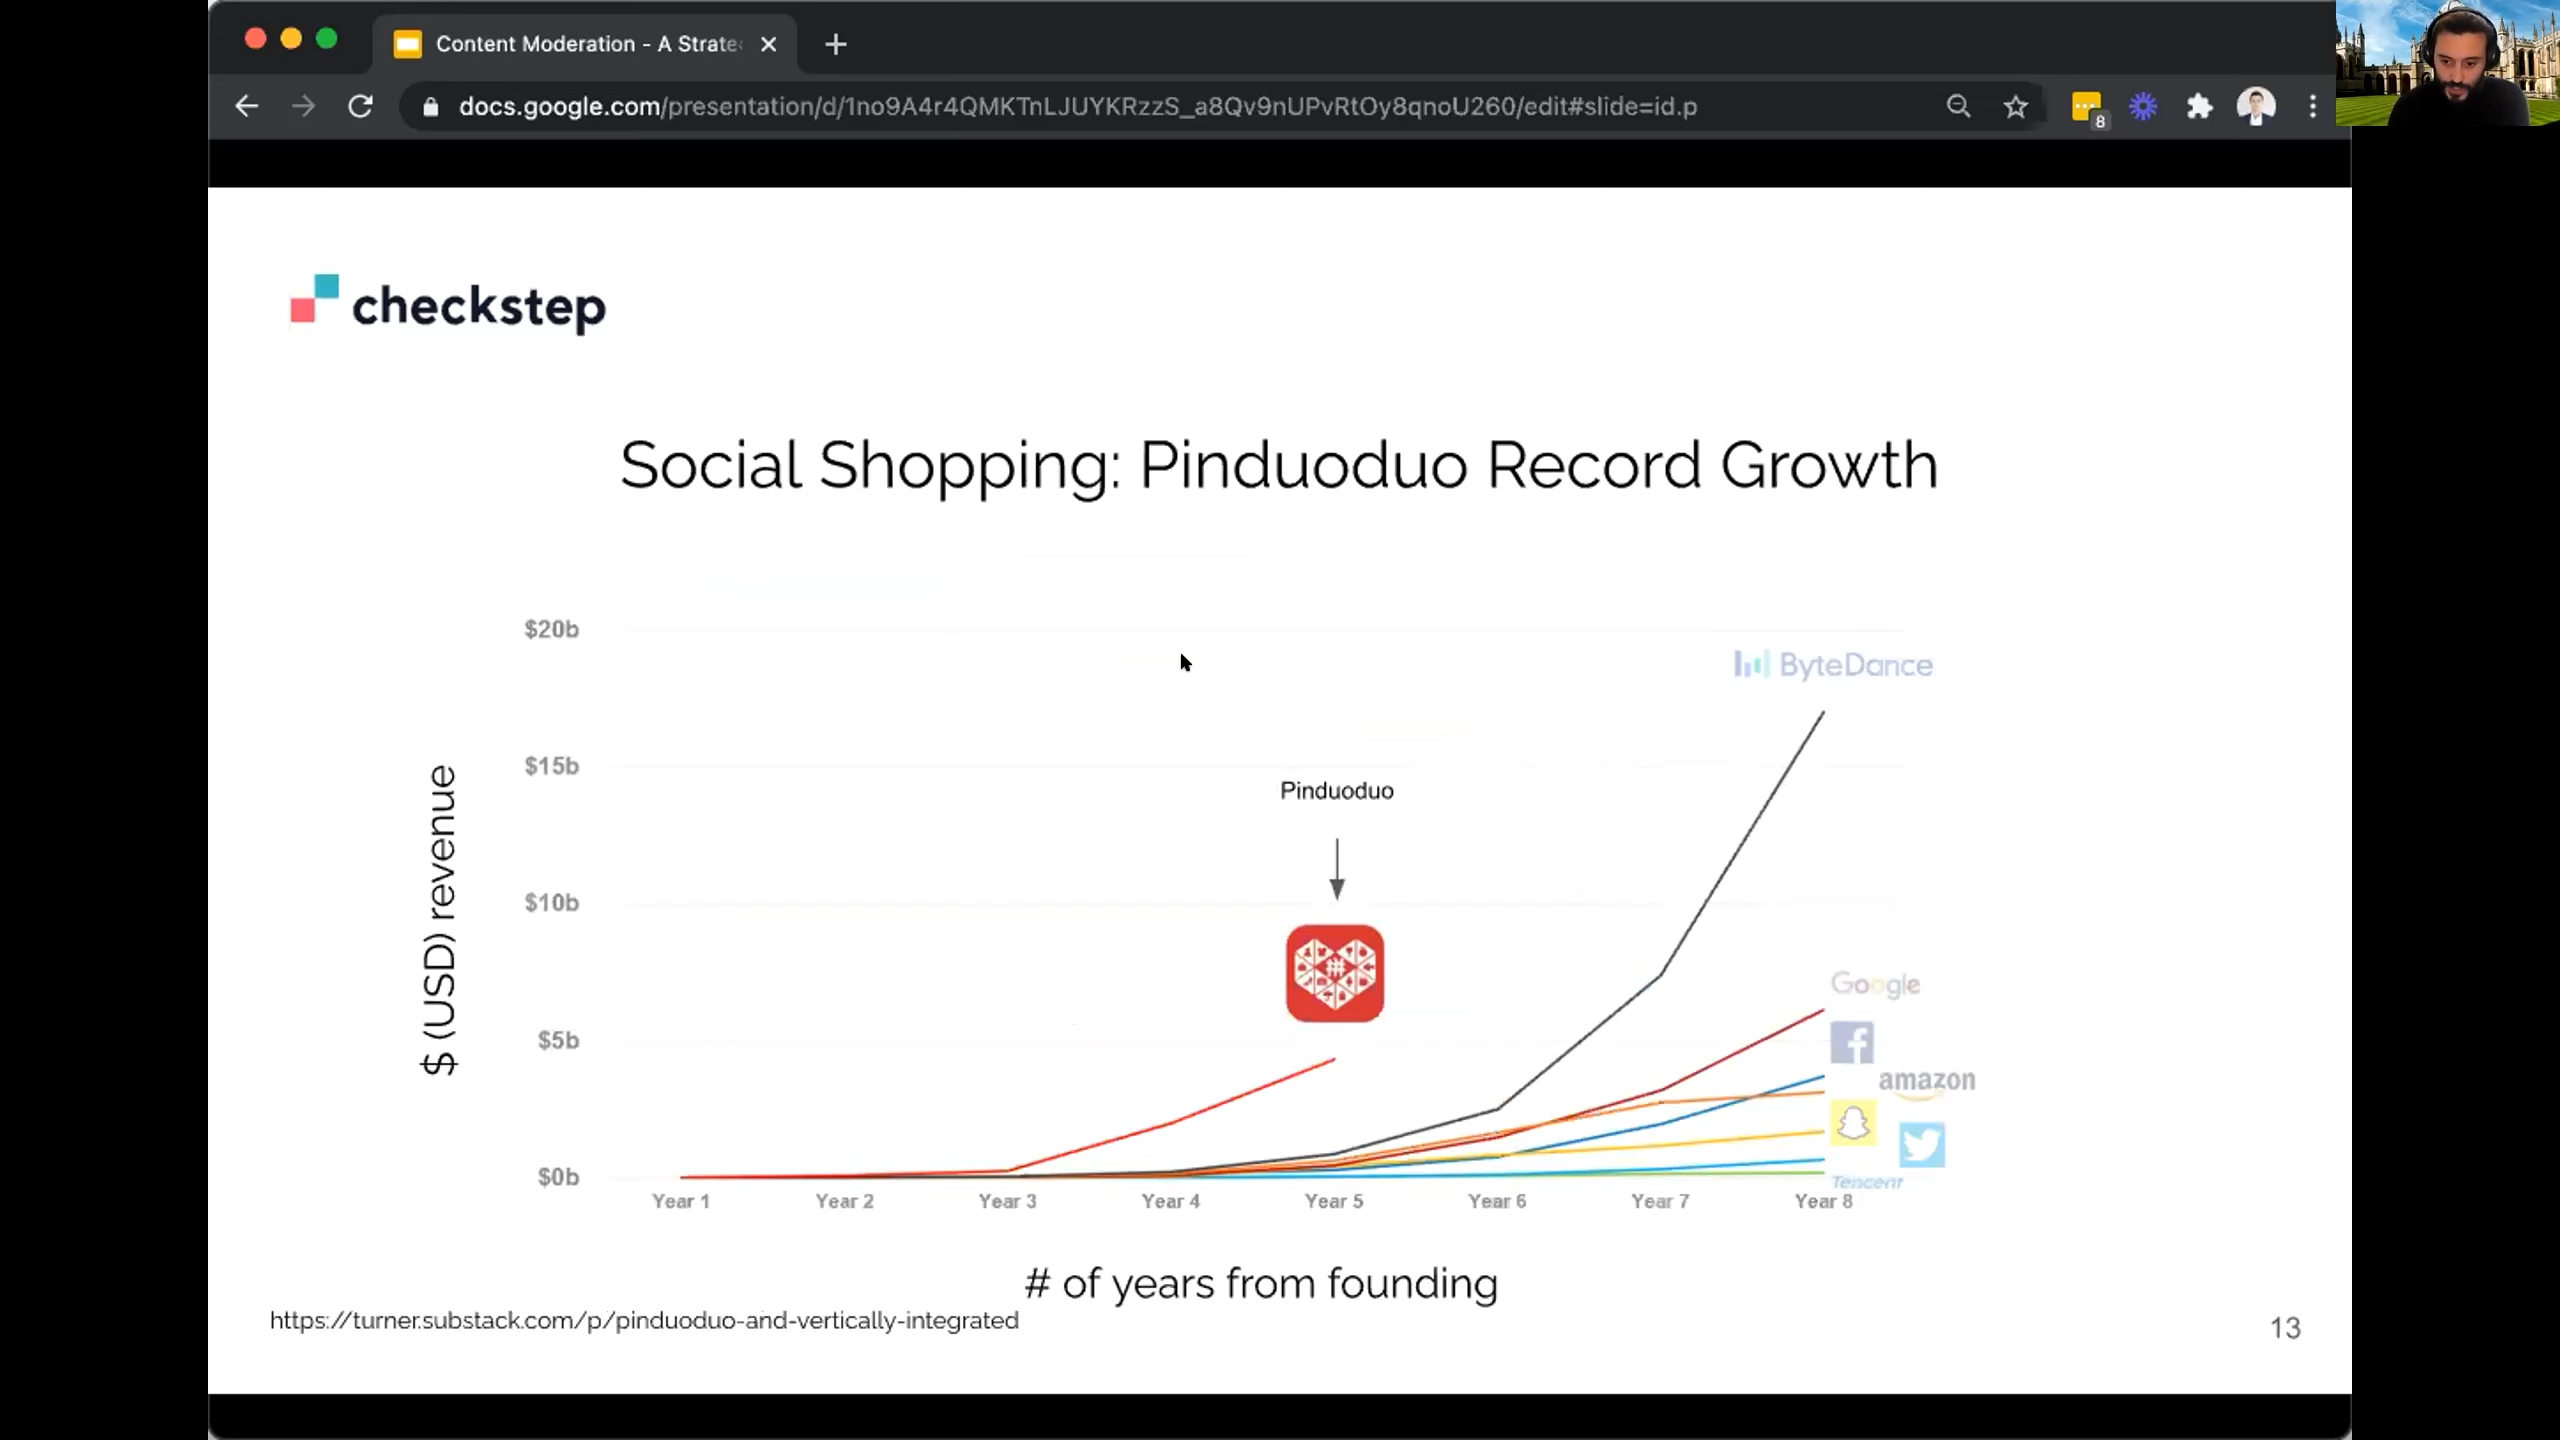 Content Moderation - A Strate
docs.google.com/presentation/d/1no9A4r4QMKTnLJUYKRzzS_a8Qv9nUPvRtOy8qnoU260/edit#slide=id.p
8
checkstep
Social Shopping: Pinduoduo Record Growth
$ (USD) revenue
$20b
$15b
$10b
$5b
$0b
ByteDance
Pinduoduo
拼
Google
amazon
Tencent
Year 1
Year 2
Year 3
Year 4
Year 5
Year 6
Year 7
Year 8
# of years from founding
https://turner.substack.com/p/pinduoduo-and-vertically-integrated
13